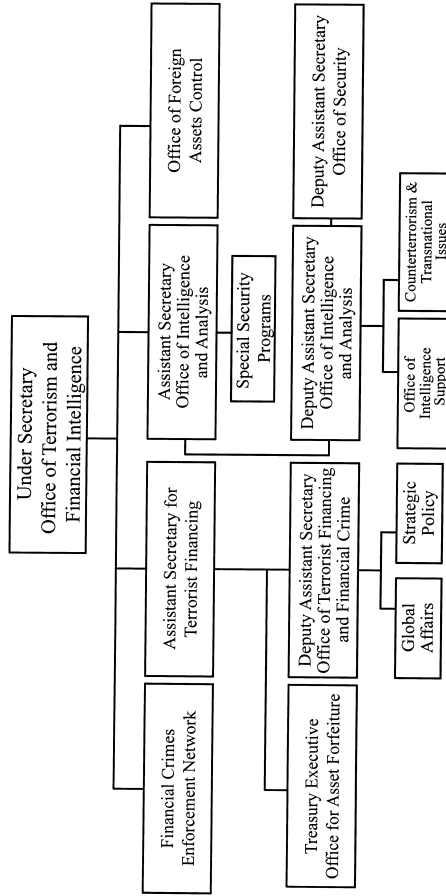 Under Secretary
Office of Terrorism and
Financial Intelligence
Financial Crimes
Enforcement Network
Assistant Secretary for
Terrorist Financing
Assistant Secretary
Office of Intelligence
and Analysis
Office of Foreign
Assets Control
Special Security
Programs
Treasury Executive
Office for Asset Forfeiture
Deputy Assistant Secretary
Office of Terrorist Financing
and Financial Crime
Deputy Assistant Secretary
Office of Intelligence
and Analysis
Deputy Assistant Secretary
Office of Security
Global
Affairs
Strategic
Policy
Office of
Intelligence
Support
Counterterrorism &
Transnational
Issues